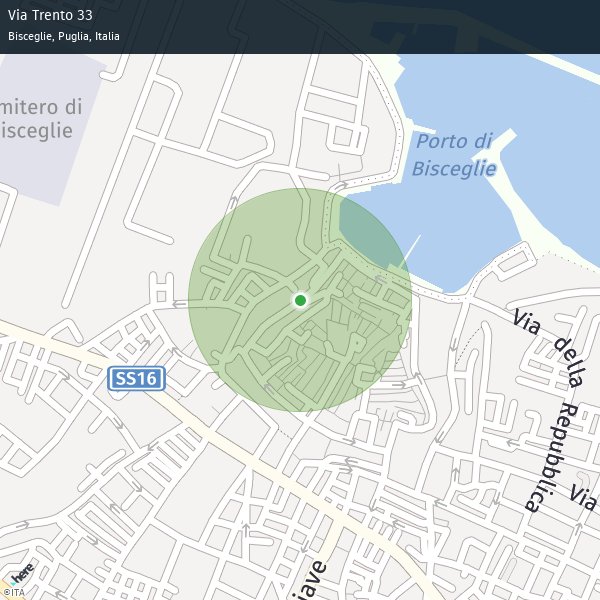 Via Trento 33
Bisceglie, Puglia, Italia
mitero di
isceglie
Porto di
Bisceglie
Via della Repubblica
SS16
Via
iave
here
©ITA